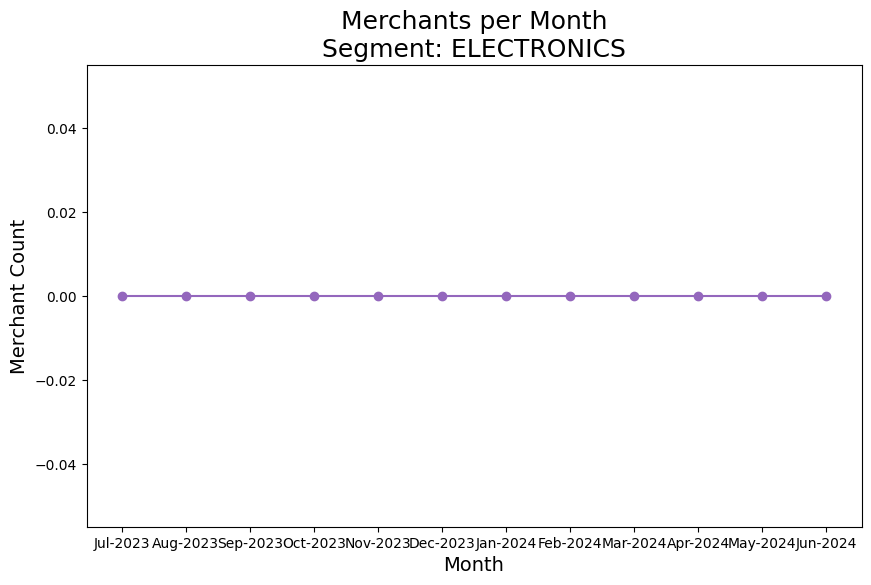 Merchants per Month
Segment: ELECTRONICS
Merchant Count
0.04
0.02
0.00
−0.02
−0.04
Jul-2023 Aug-2023 Sep-2023 Oct-2023 Nov-2023 Dec-2023 Jan-2024 Feb-2024 Mar-2024 Apr-2024 May-2024 Jun-2024
Month